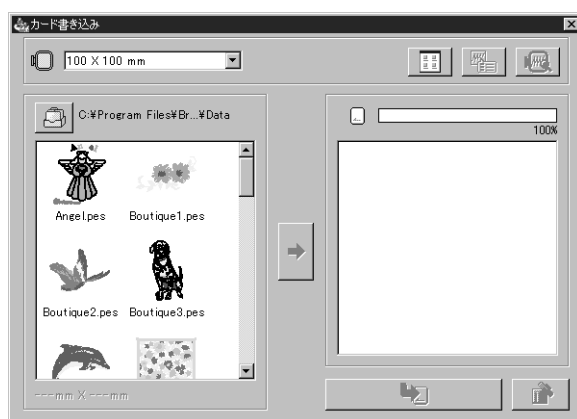 カード書き込み
100 X 100 mm
C:¥Program Files¥Br...¥Data
100%
Angel.pes Boutique1.pes
Boutique2.pes Boutique3.pes
---mm X ---mm